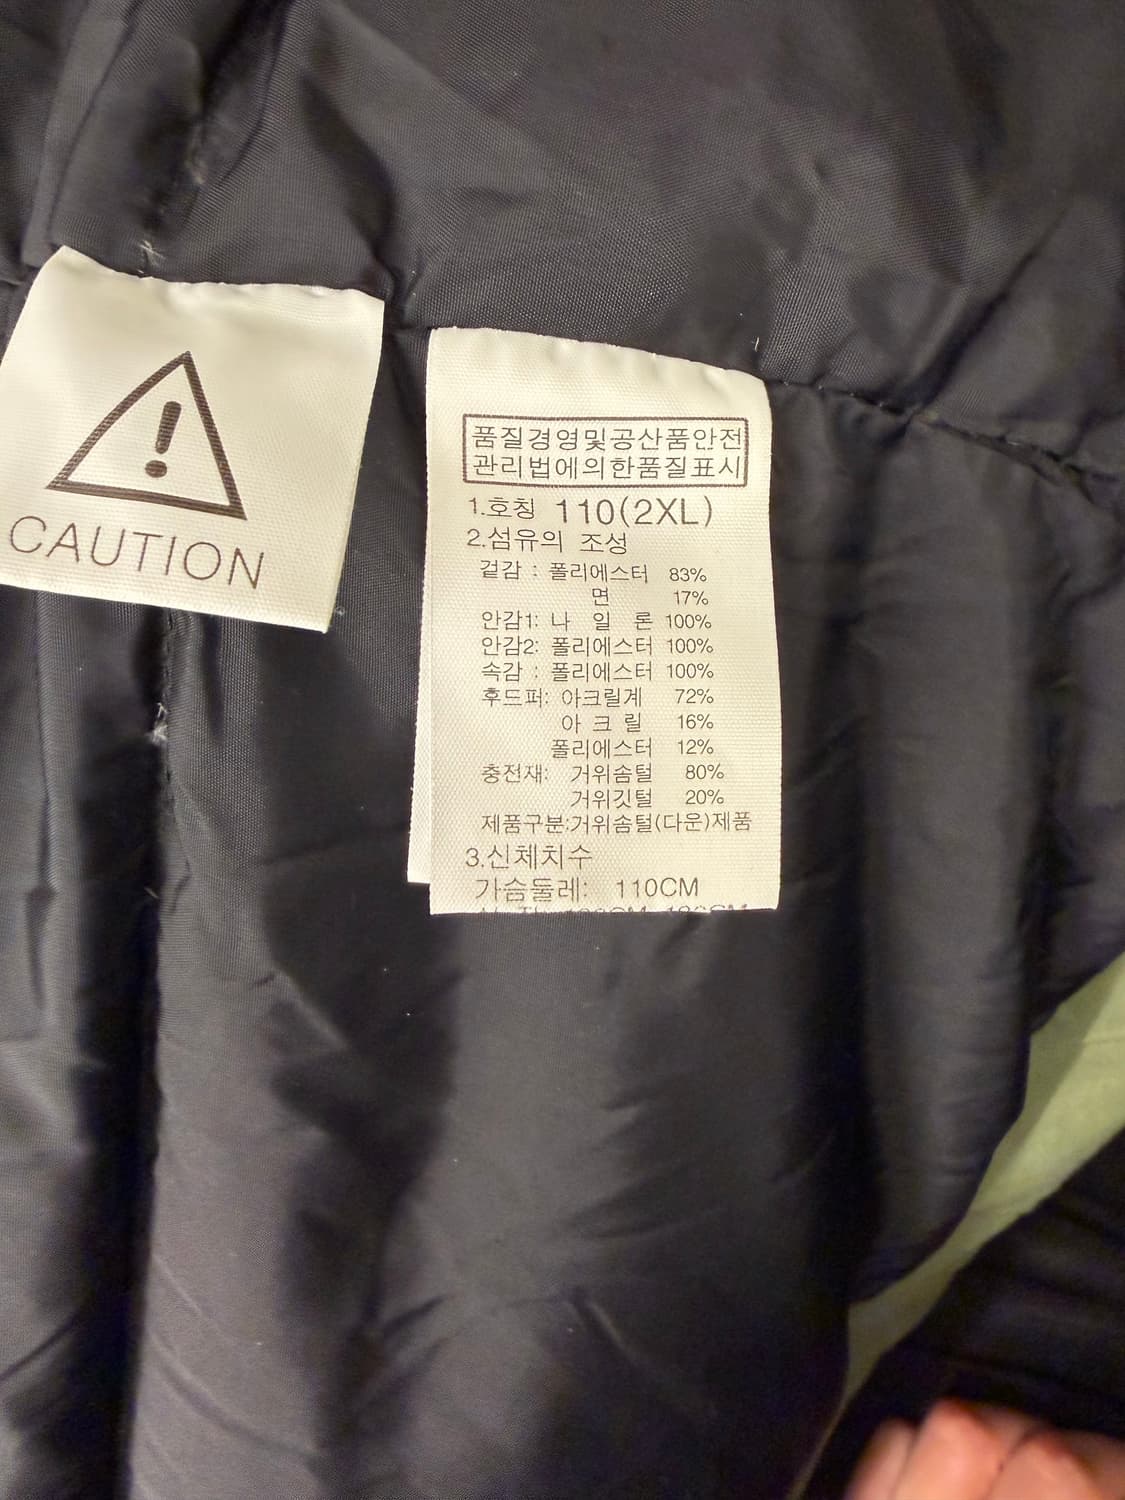 CAUTION
품질경영및공산품안전
관리법에의한품질표시
1.호칭 110(2XL)
2.섬유의 조성
겉감 : 폴리에스터 83%
면 17%
안감1: 나 일 론 100%
안감2: 폴리에스터 100%
속감 : 폴리에스터 100%
후드퍼: 아크릴계 72%
아 크 릴 16%
폴리에스터 12%
충전재: 거위솜털 80%
거위깃털 20%
제품구분:거위솜털(다운)제품
3.신체치수
가슴둘레: 110CM